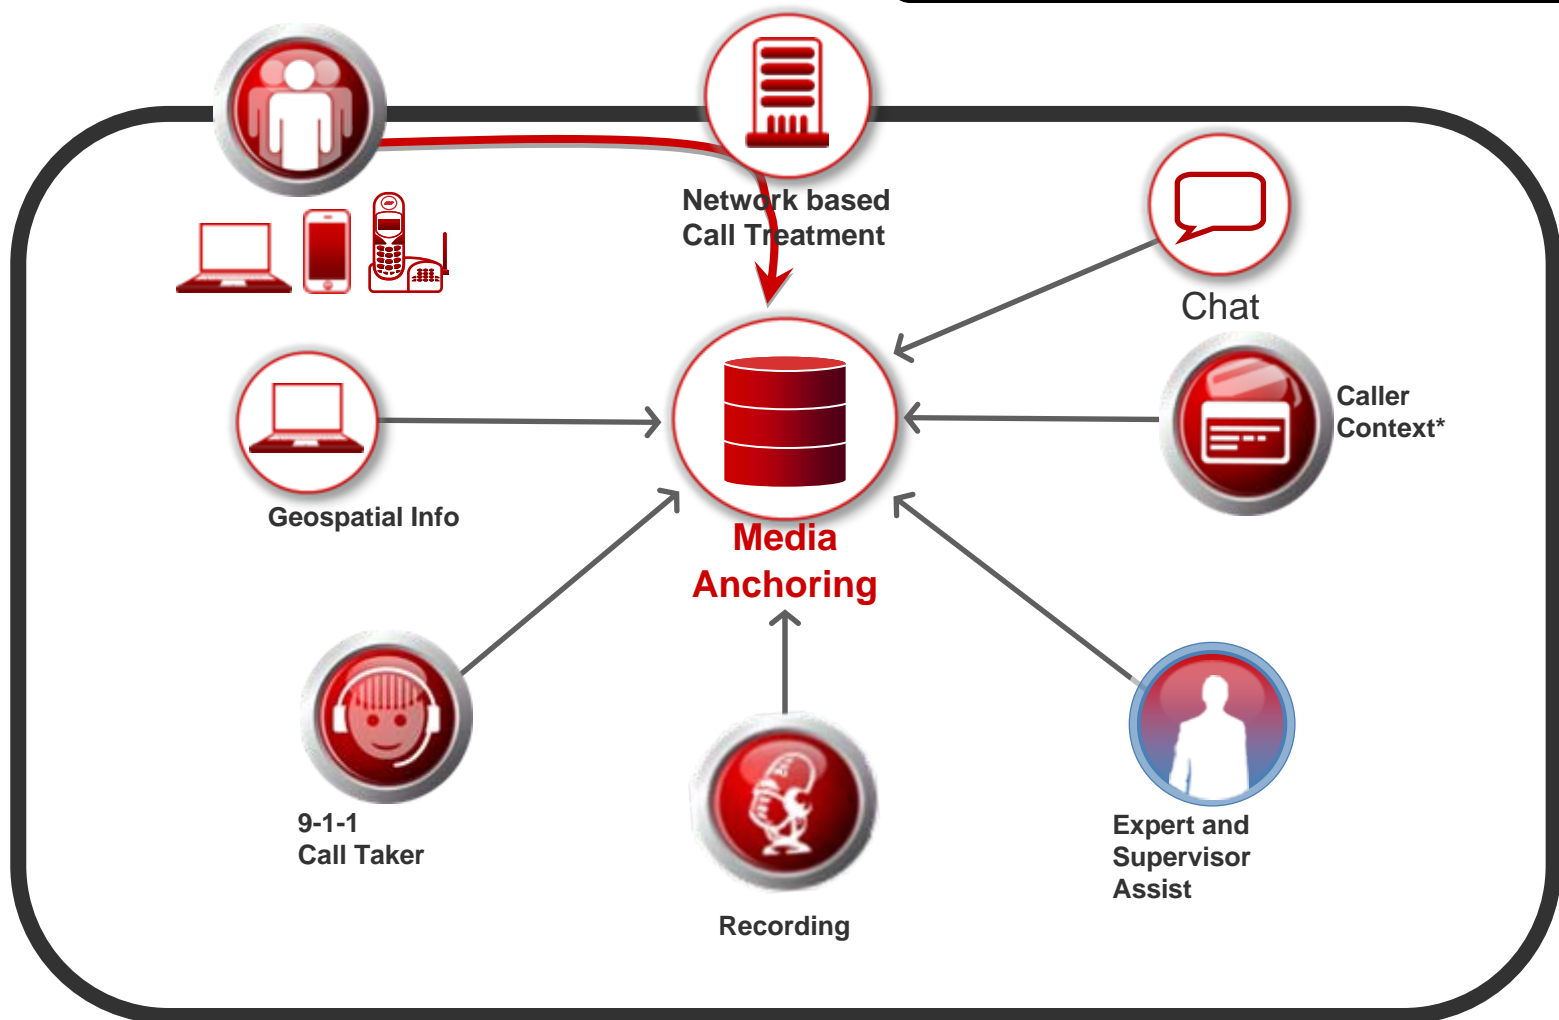 Network based
Call Treatment
Chat
Caller
Context*
Geospatial Info
Media
Anchoring
9-1-1
Call Taker
Expert and
Supervisor
Assist
Recording